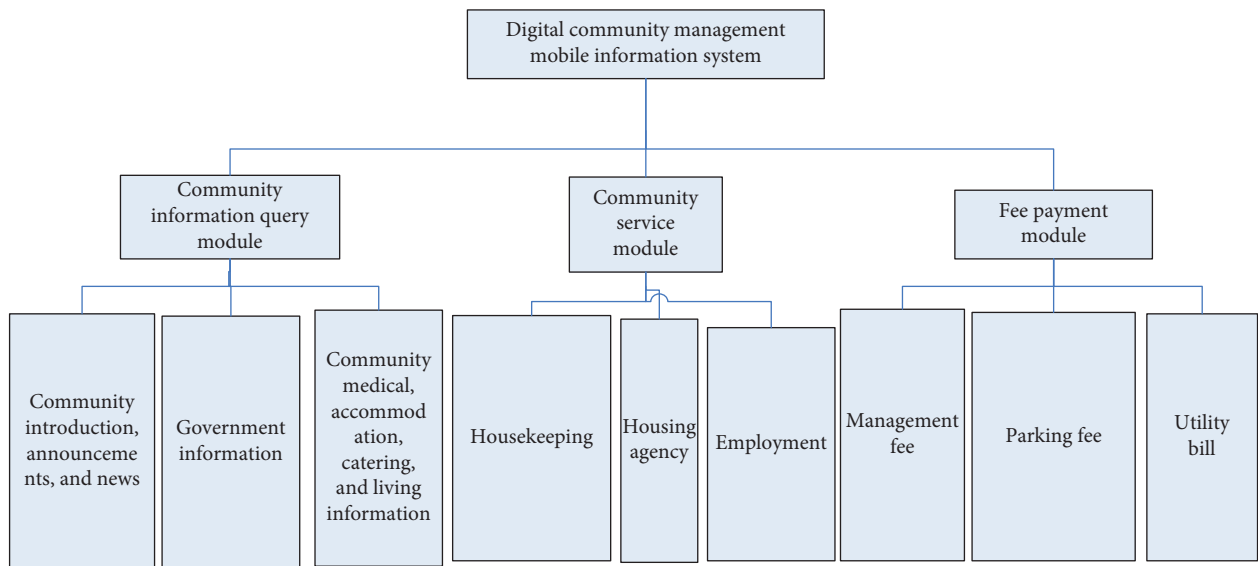 Digital community management
mobile information system
Community
information query
module
Community
service
module
Fee payment
module
Community
introduction,
announceme
nts, and news
Government
information
Community
medical,
accommod
ation,
catering,
and living
information
Housekeeping
Housing
agency
Employment
Management
fee
Parking fee
Utility
bill